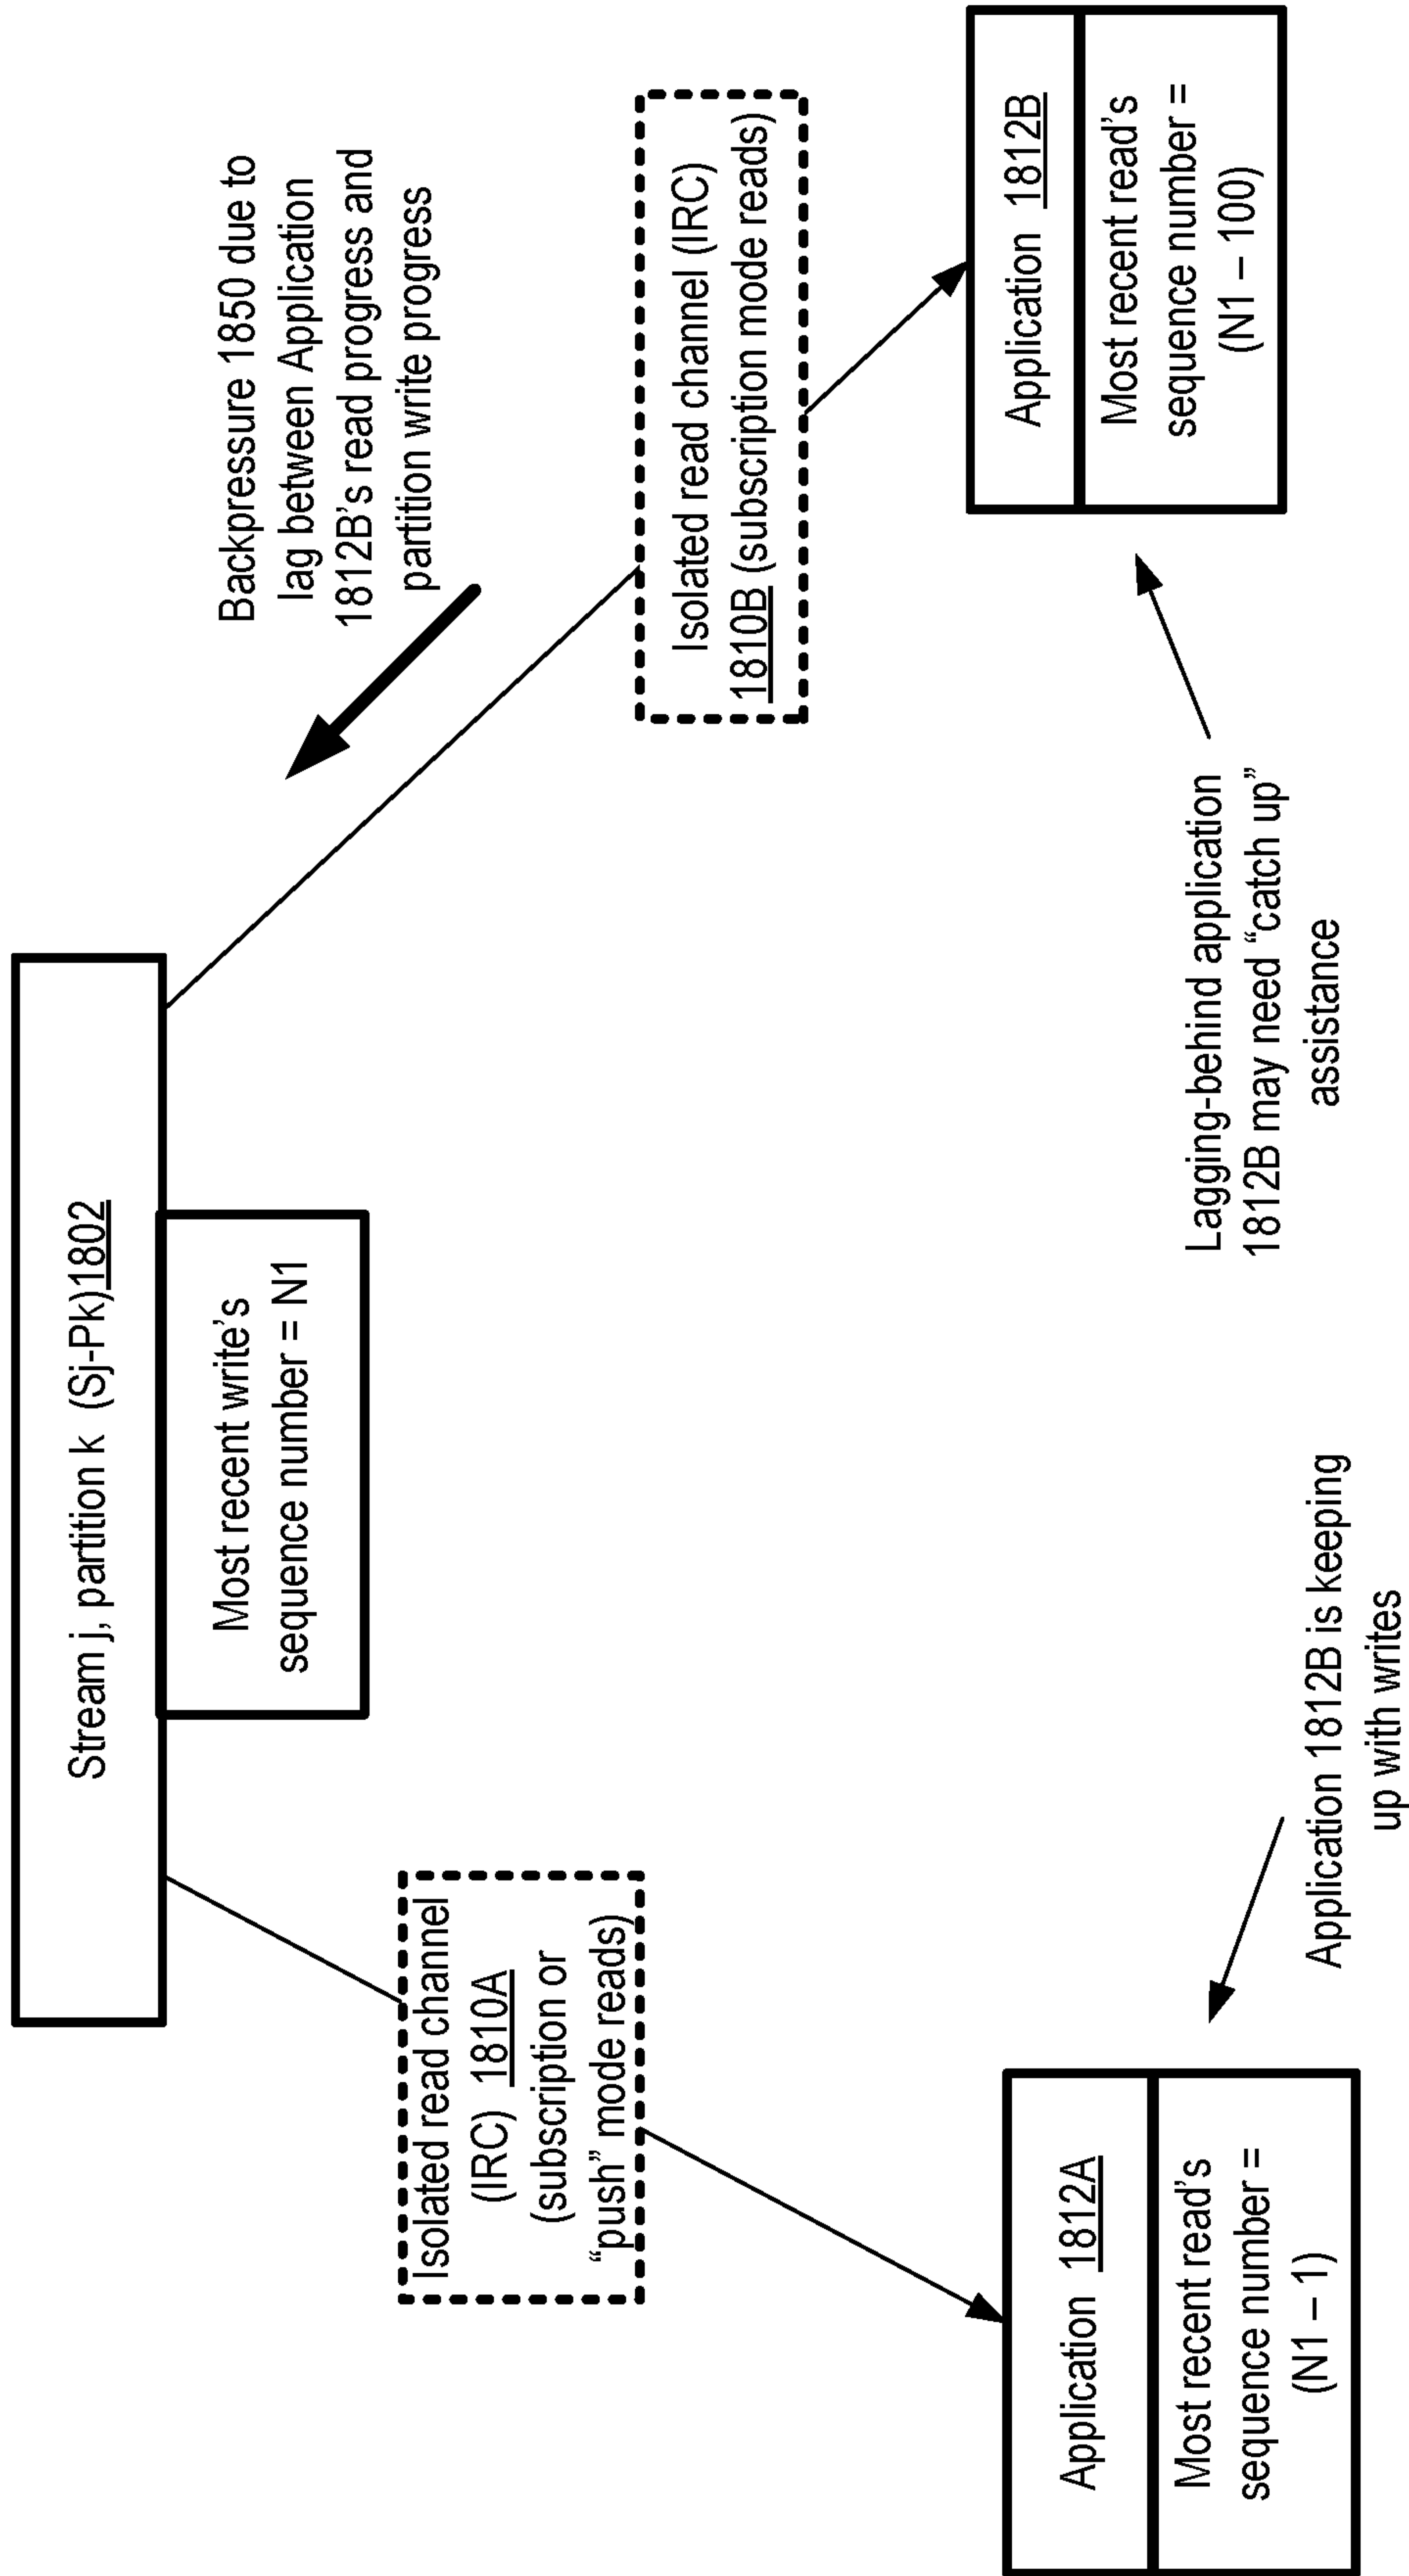 Stream j, partition k (Sj-Pk)1802
Most recent write's
sequence number = N1
Backpressure 1850 due to
lag between Application
1812B's read progress and
partition write progress
Isolated read channel
(IRC) 1810A
(subscription or
“push” mode reads)
Isolated read channel (IRC)
1810B (subscription mode reads)
Application 1812A
Most recent read's
sequence number =
(N1 – 1)
Application 1812B is keeping
up with writes
Lagging-behind application
1812B may need “catch up”
assistance
Application 1812B
Most recent read's
sequence number =
(N1 – 100)